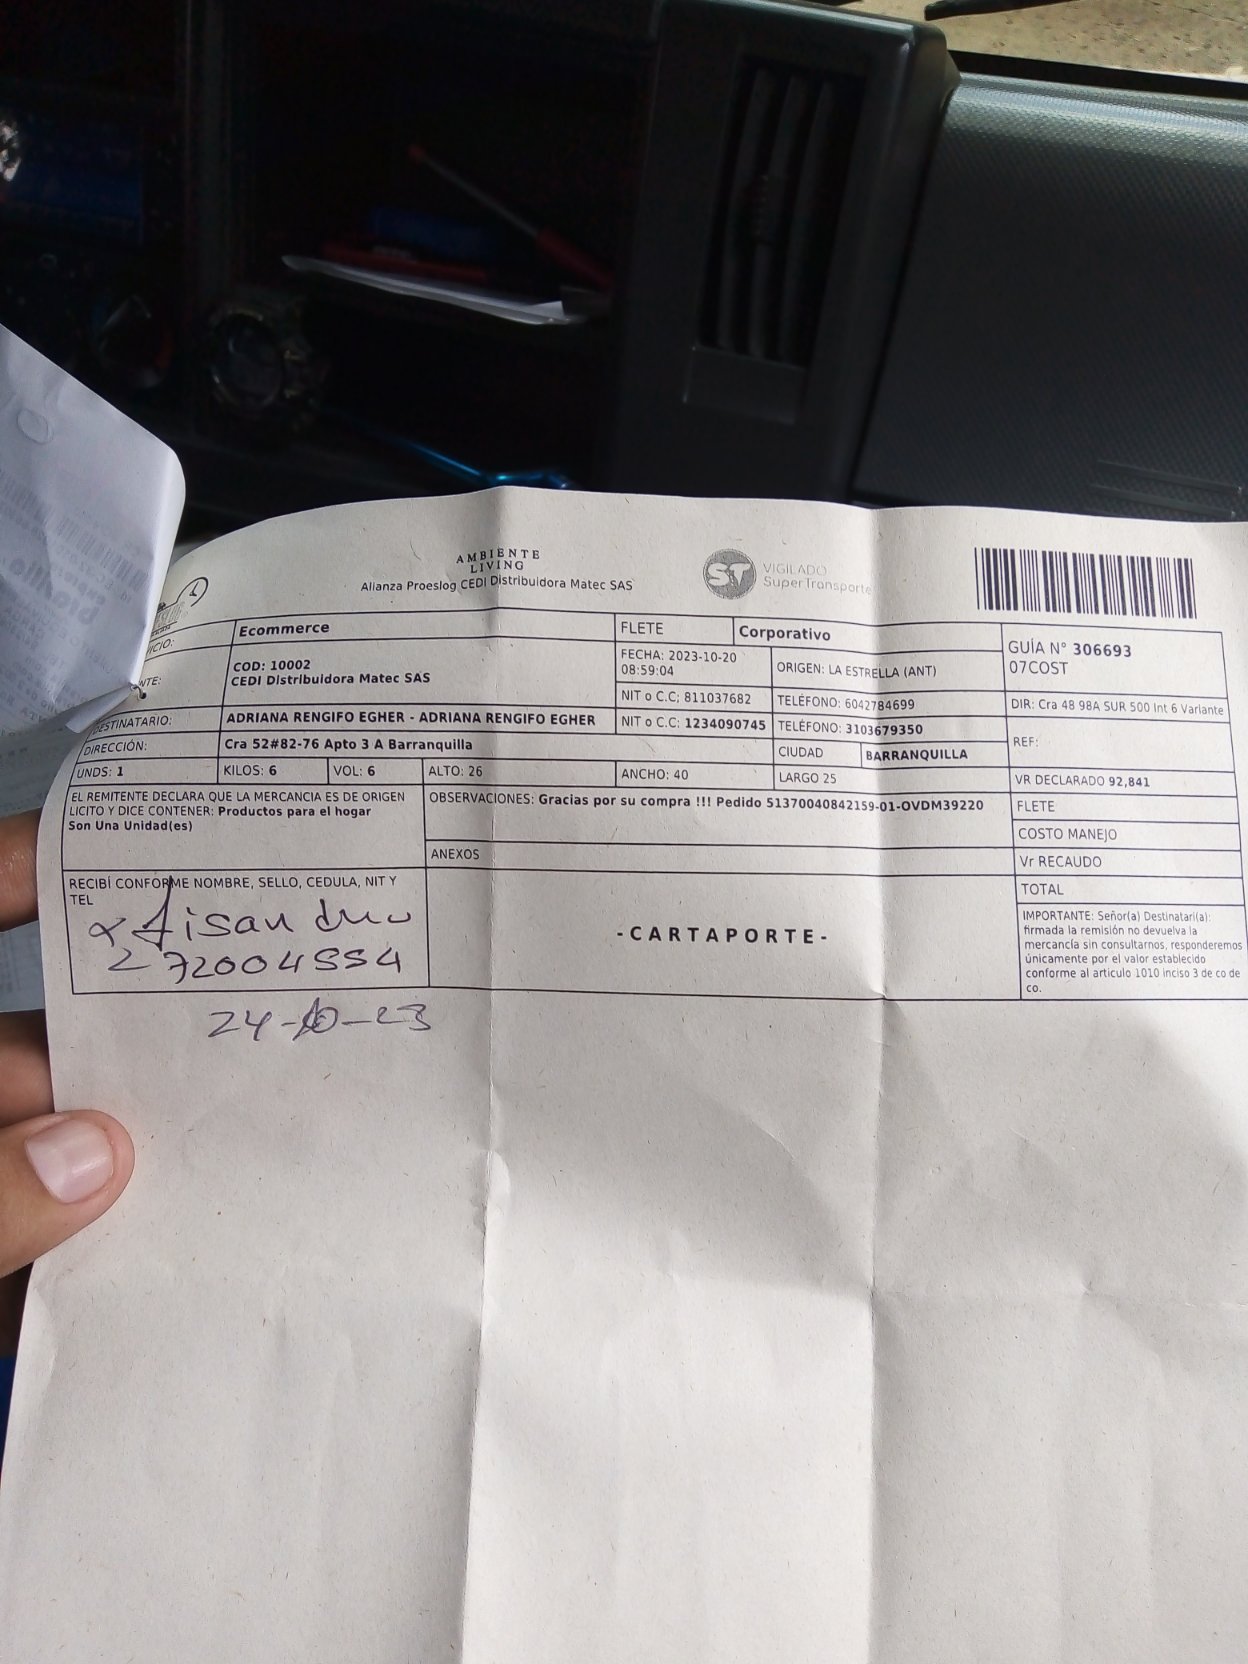 AMBIENTE
LIVING
Alianza Proeslog CEDI Distribuidora Matec SAS
ST
VIGILADO
SuperTransporte
Ecommerce
FLETE
Corporativo
GUÍA N° 306693
07COST
COD: 10002
CEDI Distribuidora Matec SAS
FECHA: 2023-10-20
08:59:04
ORIGEN: LA ESTRELLA (ANT)
NIT o C.C; 811037682
TELÉFONO: 6042784699
DIR: Cra 48 98A SUR 500 Int 6 Variante
DESTINATARIO:
ADRIANA RENGIFO EGHER - ADRIANA RENGIFO EGHER
NIT o C.C: 1234090745
TELÉFONO: 3103679350
REF:
DIRECCIÓN:
Cra 52#82-76 Apto 3 A Barranquilla
CIUDAD
BARRANQUILLA
UNDS: 1
KILOS: 6
VOL: 6
ALTO: 26
ANCHO: 40
LARGO 25
VR DECLARADO 92,841
EL REMITENTE DECLARA QUE LA MERCANCIA ES DE ORIGEN
LICITO Y DICE CONTENER: Productos para el hogar
Son Una Unidad(es)
OBSERVACIONES: Gracias por su compra !!! Pedido 51370040842159-01-OVDM39220
FLETE
COSTO MANEJO
ANEXOS
Vr RECAUDO
RECIBÍ CONFORME NOMBRE, SELLO, CEDULA, NIT Y
TEL
TOTAL
272004554
24-10-23
-CARTAPORTE-
IMPORTANTE: Señor(a) Destinatari(a):
firmada la remisión no devuelva la
mercancía sin consultarnos, responderemos
únicamente por el valor establecido
conforme al articulo 1010 inciso 3 de co de
co.